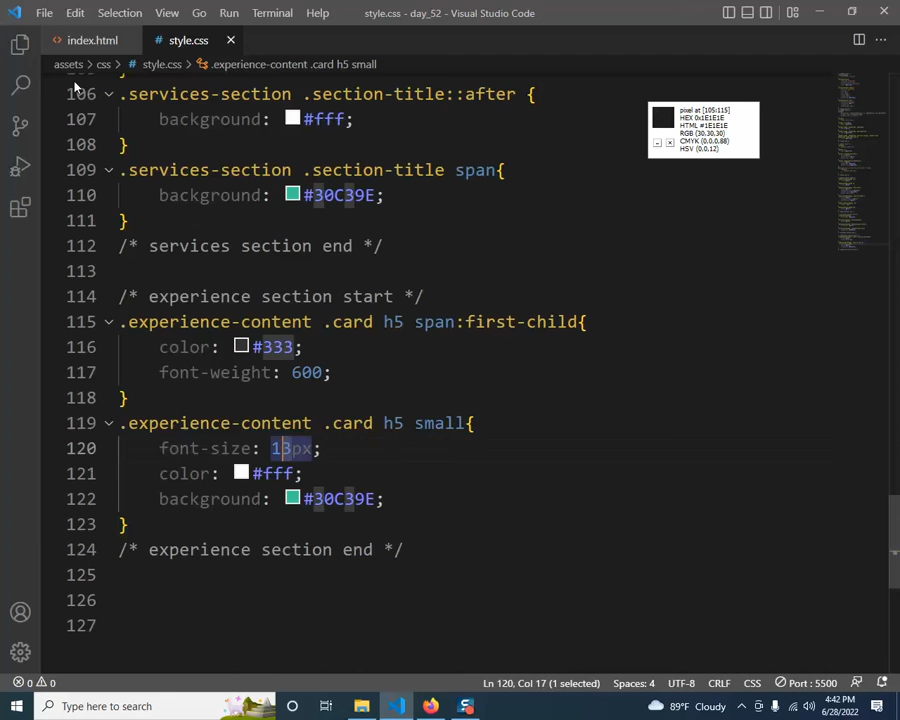 File Edit Selection View Go Run Terminal Help style.css - day_52 - Visual Studio Code
index.html style.css
assets > css > # style.css > .experience-content .card h5 small
106 .services-section .section-title::after {
107 background: #fff;
108 }
109 .services-section .section-title span{
110 background: #30C39E;
111 }
112 /* services section end */
113
114 /* experience section start */
115 .experience-content .card h5 span:first-child{
116 color: #333;
117 font-weight: 600;
118 }
119 .experience-content .card h5 small{
120 font-size: 13px;
121 color: #fff;
122 background: #30C39E;
123 }
124 /* experience section end */
125
126
127
pixel at [105:115]
HEX 0x1E1E1E
HTML #1E1E1E
RGB (30,30,30)
CMYK (0,0,0,88)
HSV (0,0,12)
0 0 Ln 120, Col 17 (1 selected) Spaces: 4 UTF-8 CRLF CSS Port : 5500
Type here to search 89°F Cloudy 4:42 PM
6/28/2022